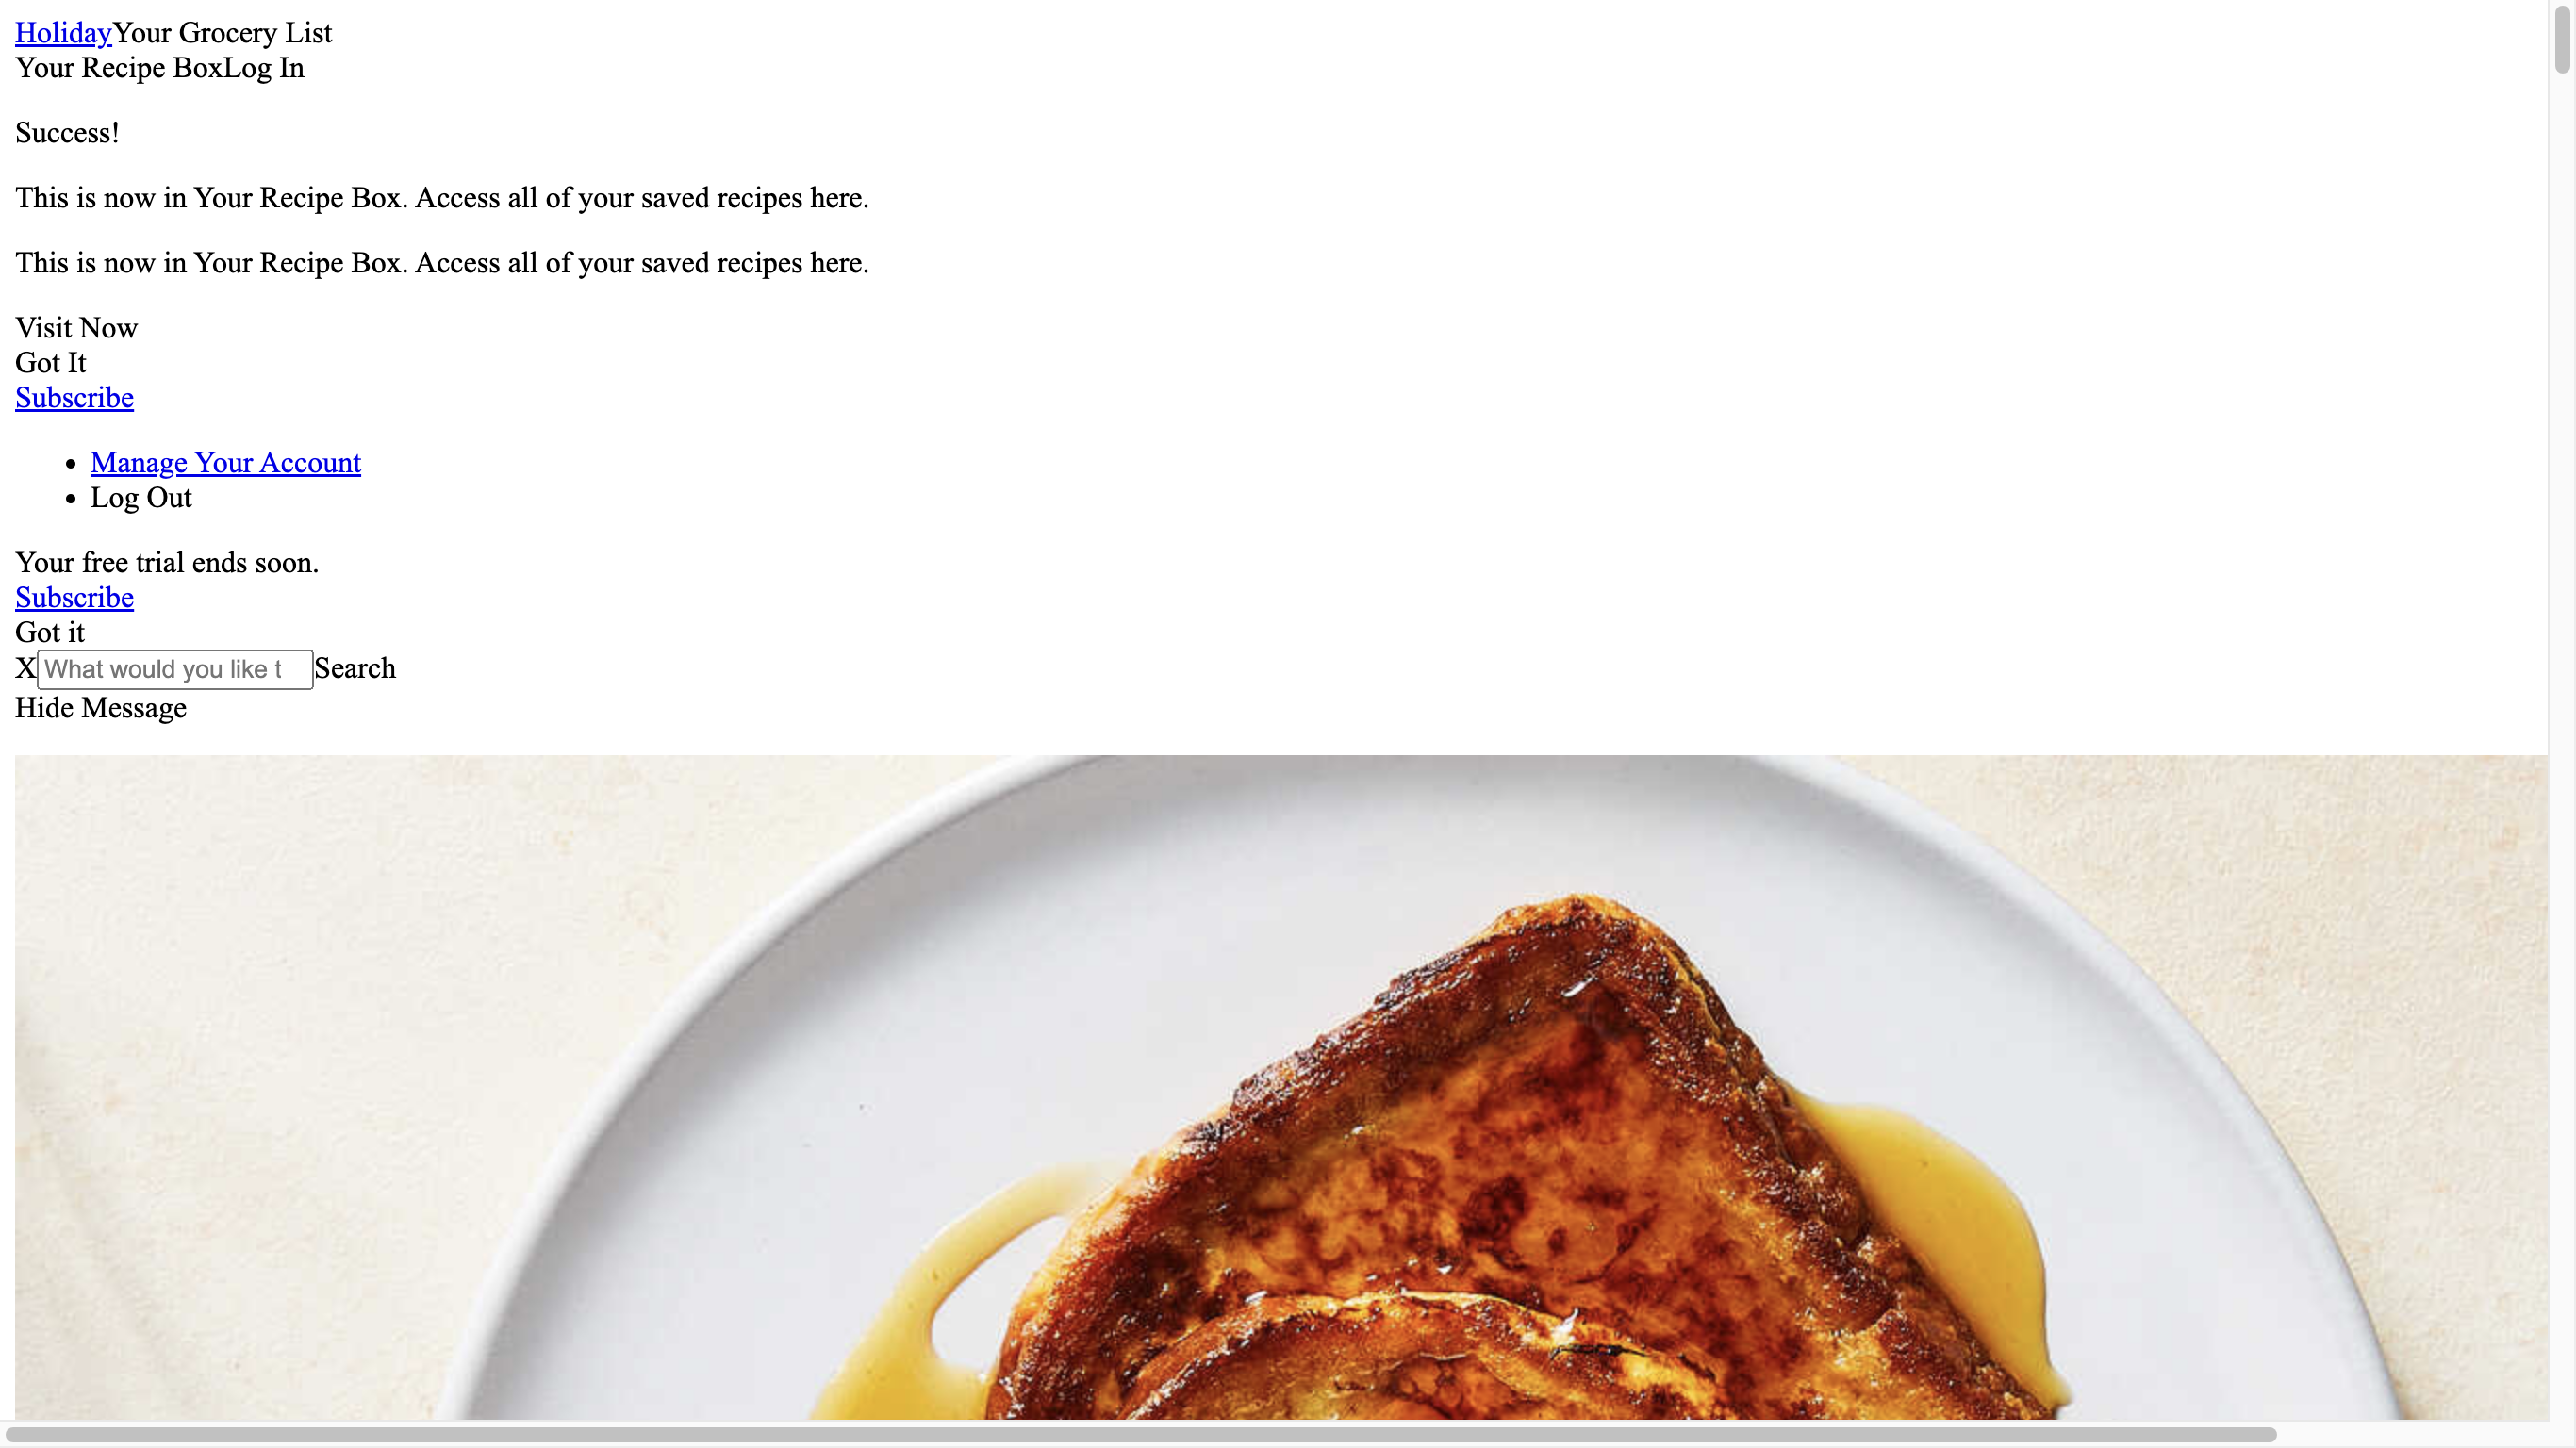 HolidayYour Grocery List
Your Recipe BoxLog In
Success!
This is now in Your Recipe Box. Access all of your saved recipes here.
This is now in Your Recipe Box. Access all of your saved recipes here.
Visit Now
Got It
Subscribe
Manage Your Account
Log Out
Your free trial ends soon.
Subscribe
Got it
XWhat would you like tSearch
Hide Message